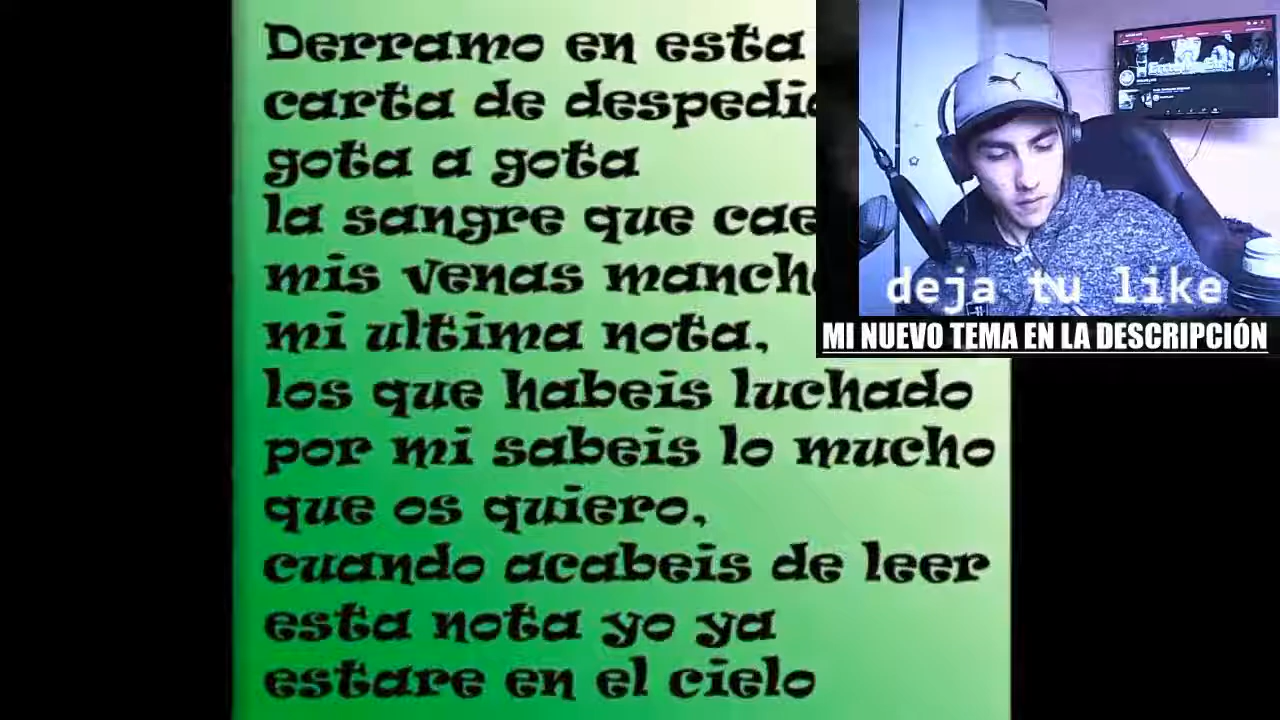 Derramo en esta
carta de
gota a gota
la sangre que cae
mis venas
mi ultima nota,
los que habeis luchado
por mi sabeis lo mucho
que os quiero,
cuando acabeis de leer
esta nota yo ya
estare en el cielo
deja tu like
MI NUEVO TEMA EN LA DESCRIPCIÓN